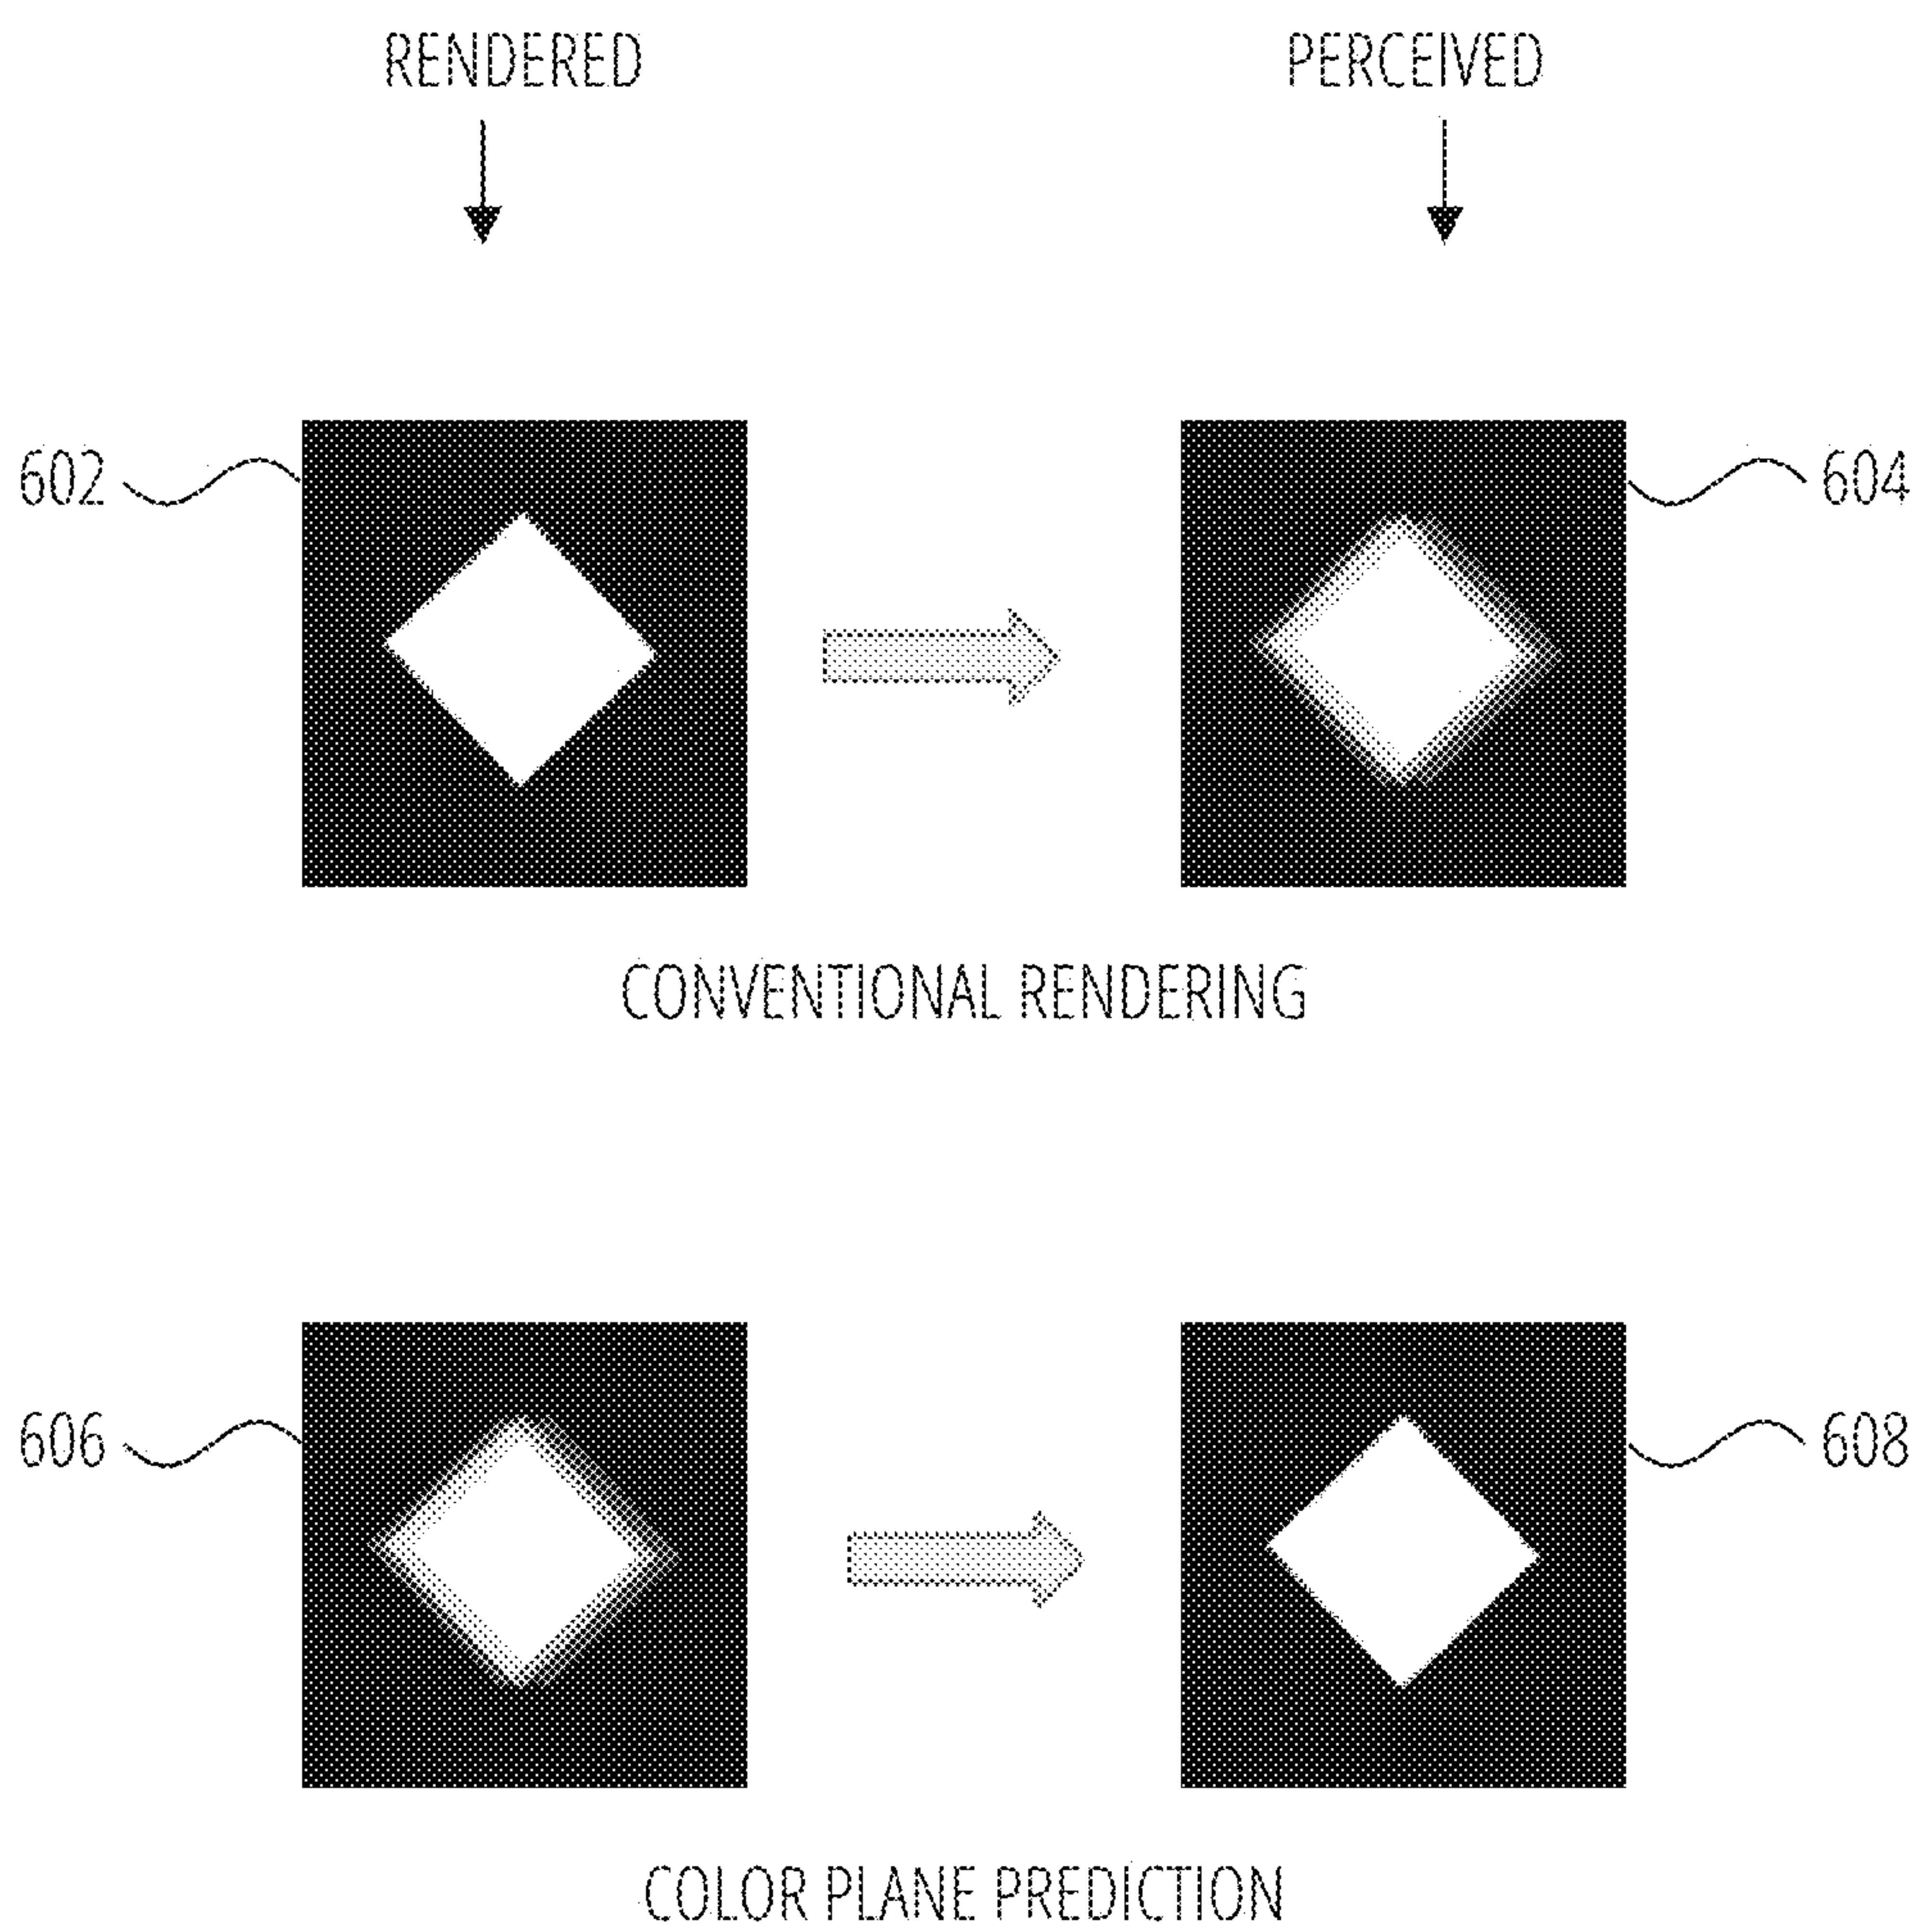 RENDERED
PERCEIVED
602
604
CONVENTIONAL RENDERING
606
608
COLOR PLANE PREDICTION